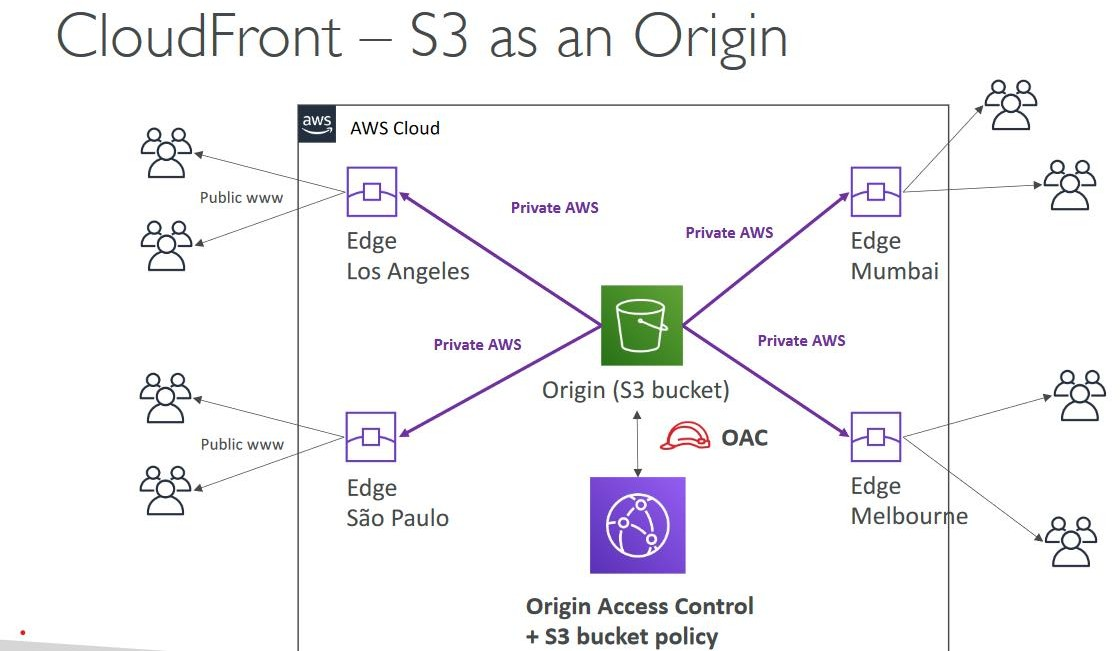 CloudFront – S3 as an Origin
aws
AWS Cloud
Public www
Edge
Los Angeles
Private AWS
Private AWS
Edge
Mumbai
Private AWS
Private AWS
Origin (S3 bucket)
OAC
Public www
Edge
São Paulo
Edge
Melbourne
Origin Access Control
+ S3 bucket policy